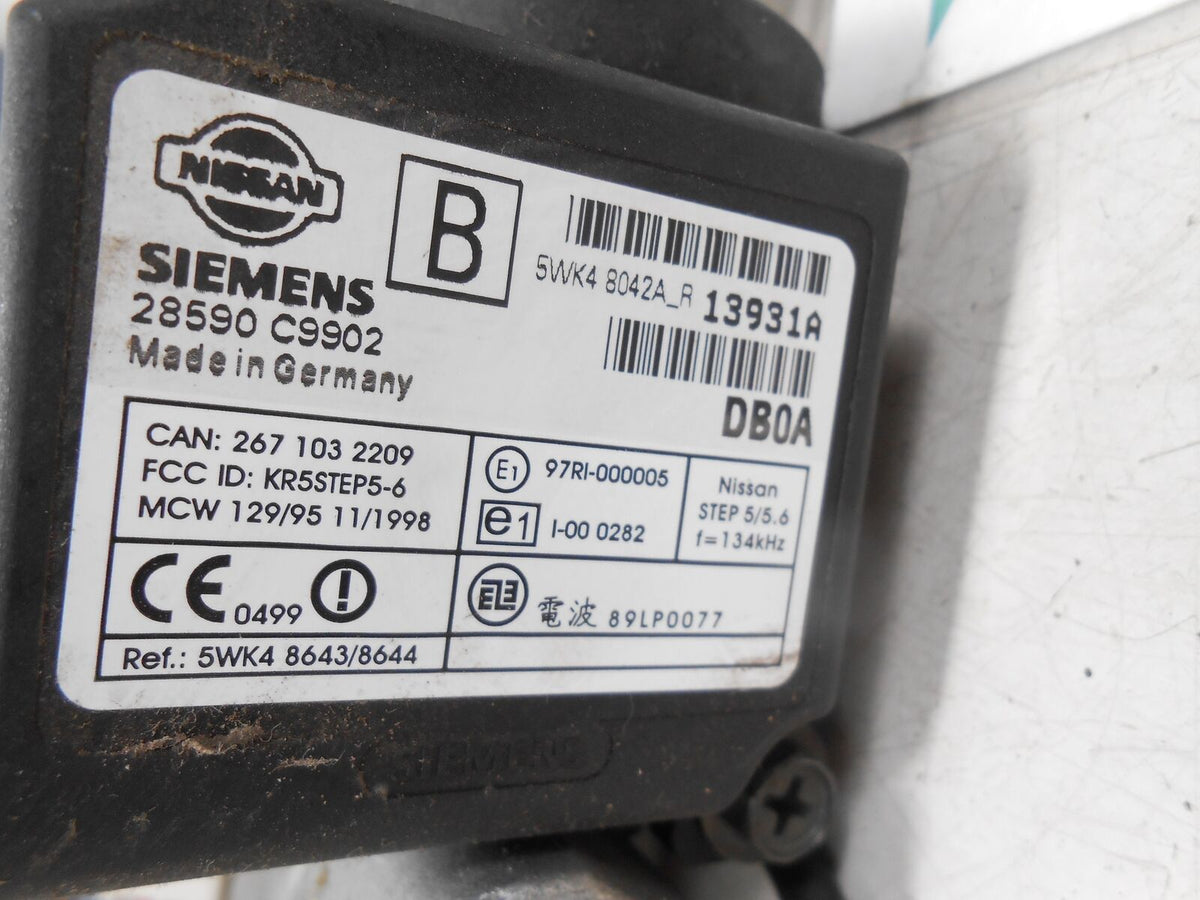 NISSAN
SIEMENS
28590 C9902
Made in Germany
B
5WK4 8042A_R 13931A
DB0A
CAN: 267 103 2209
FCC ID: KR5STEP5-6
MCW 129/95 11/1998
E1 97RI-000005
e1 I-00 0282
Nissan
STEP 5/5.6
f=134kHz
CE 0499
電波 89LP0077
Ref.: 5WK4 8643/8644
SIEMENS